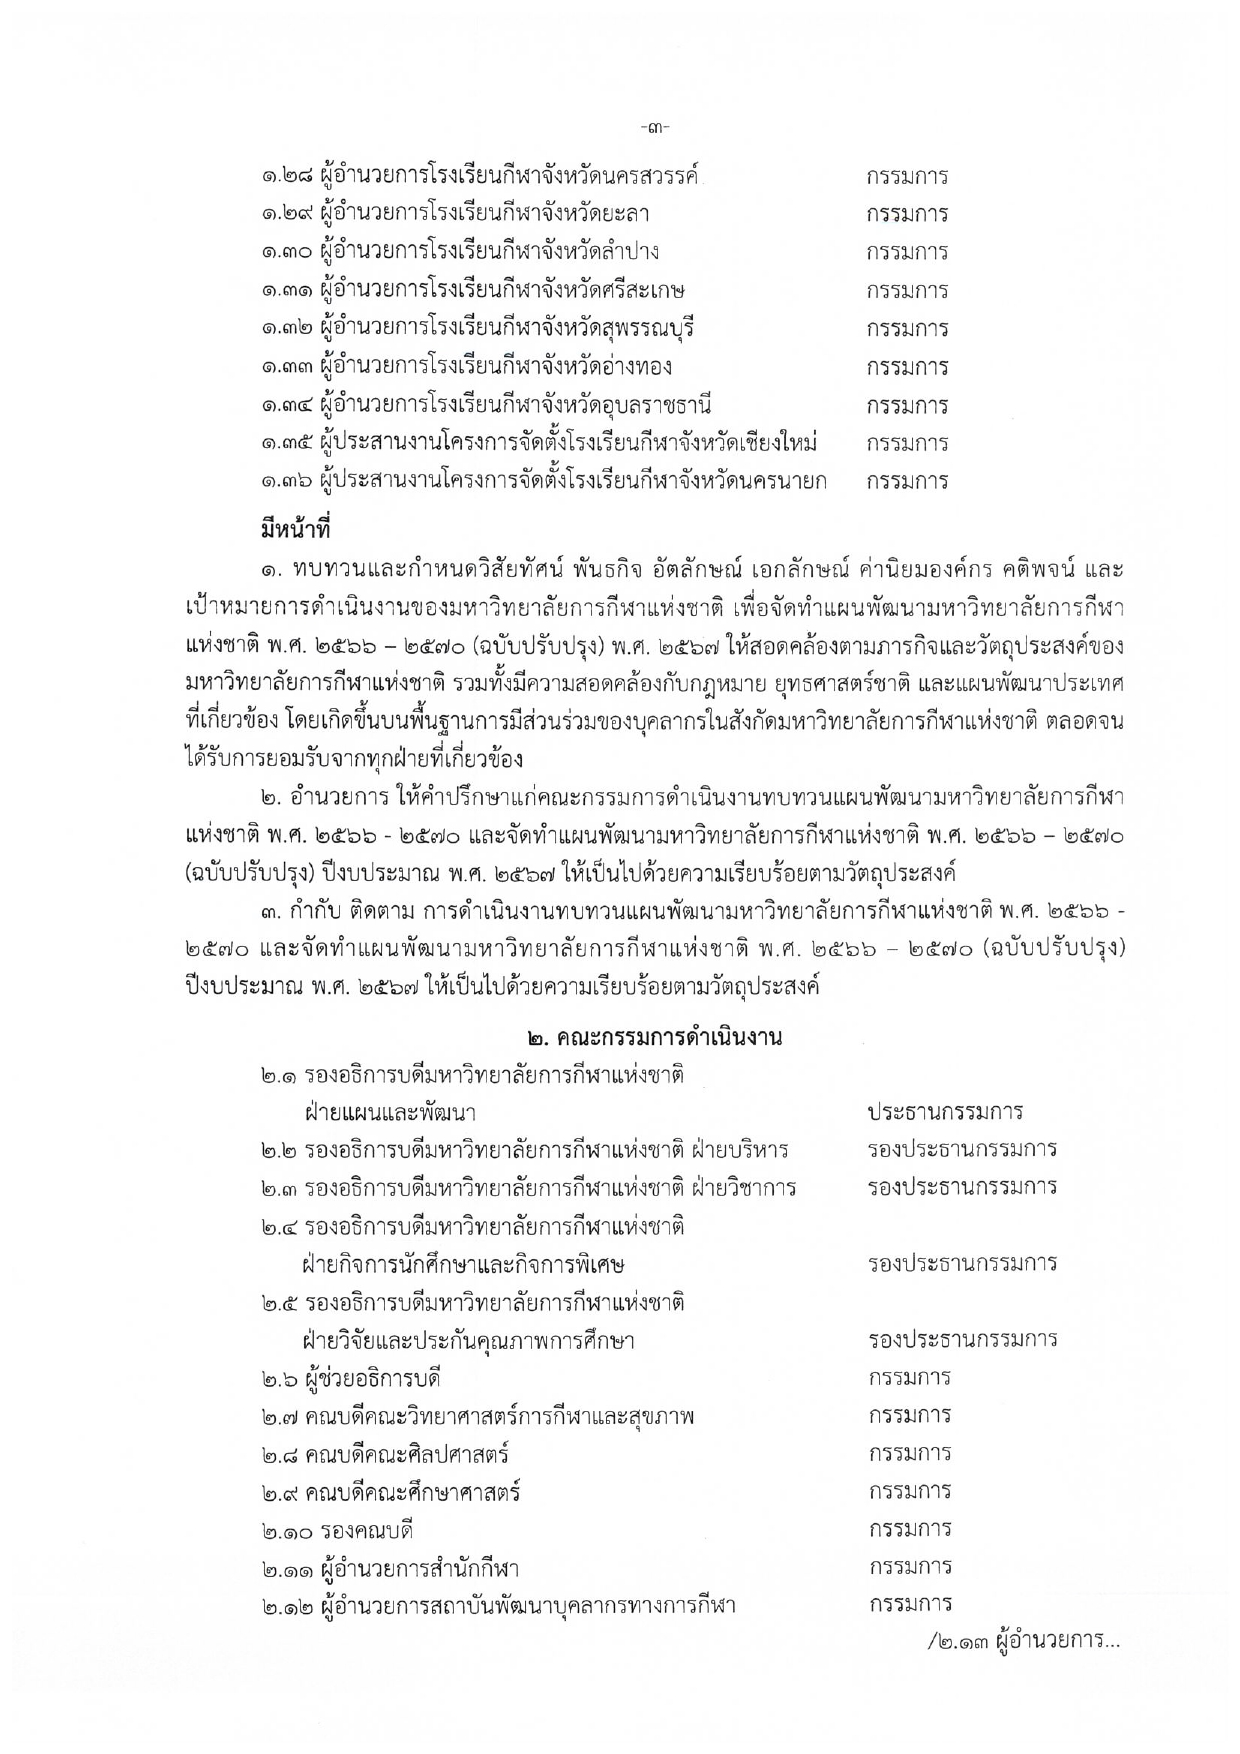 -๓-
๑.๒๘ ผู้อำนวยการโรงเรียนกีฬาจังหวัดนครสวรรค์ กรรมการ
๑.๒๙ ผู้อำนวยการโรงเรียนกีฬาจังหวัดยะลา กรรมการ
๑.๓๐ ผู้อำนวยการโรงเรียนกีฬาจังหวัดลำปาง กรรมการ
๑.๓๑ ผู้อำนวยการโรงเรียนกีฬาจังหวัดศรีสะเกษ กรรมการ
๑.๓๒ ผู้อำนวยการโรงเรียนกีฬาจังหวัดสุพรรณบุรี กรรมการ
๑.๓๓ ผู้อำนวยการโรงเรียนกีฬาจังหวัดอ่างทอง กรรมการ
๑.๓๔ ผู้อำนวยการโรงเรียนกีฬาจังหวัดอุบลราชธานี กรรมการ
๑.๓๕ ผู้ประสานงานโครงการจัดตั้งโรงเรียนกีฬาจังหวัดเชียงใหม่ กรรมการ
๑.๓๖ ผู้ประสานงานโครงการจัดตั้งโรงเรียนกีฬาจังหวัดนครนายก กรรมการ
มีหน้าที่
๑. ทบทวนและกำหนดวิสัยทัศน์ พันธกิจ อัตลักษณ์ เอกลักษณ์ ค่านิยมองค์กร คติพจน์ และ
เป้าหมายการดำเนินงานของมหาวิทยาลัยการกีฬาแห่งชาติ เพื่อจัดทำแผนพัฒนามหาวิทยาลัยการกีฬา
แห่งชาติ พ.ศ. ๒๕๖๖ – ๒๕๗๐ (ฉบับปรับปรุง) พ.ศ. ๒๕๖๗ ให้สอดคล้องตามภารกิจและวัตถุประสงค์ของ
มหาวิทยาลัยการกีฬาแห่งชาติ รวมทั้งมีความสอดคล้องกับกฎหมาย ยุทธศาสตร์ชาติ และแผนพัฒนาประเทศ
ที่เกี่ยวข้อง โดยเกิดขึ้นบนพื้นฐานการมีส่วนร่วมของบุคลากรในสังกัดมหาวิทยาลัยการกีฬาแห่งชาติ ตลอดจน
ได้รับการยอมรับจากทุกฝ่ายที่เกี่ยวข้อง
๒. อำนวยการ ให้คำปรึกษาแก่คณะกรรมการดำเนินงานทบทวนแผนพัฒนามหาวิทยาลัยการกีฬา
แห่งชาติ พ.ศ. ๒๕๖๖ - ๒๕๗๐ และจัดทำแผนพัฒนามหาวิทยาลัยการกีฬาแห่งชาติ พ.ศ. ๒๕๖๖ – ๒๕๗๐
(ฉบับปรับปรุง) ปีงบประมาณ พ.ศ. ๒๕๖๗ ให้เป็นไปด้วยความเรียบร้อยตามวัตถุประสงค์
๓. กำกับ ติดตาม การดำเนินงานทบทวนแผนพัฒนามหาวิทยาลัยการกีฬาแห่งชาติ พ.ศ. ๒๕๖๖ -
๒๕๗๐ และจัดทำแผนพัฒนามหาวิทยาลัยการกีฬาแห่งชาติ พ.ศ. ๒๕๖๖ – ๒๕๗๐ (ฉบับปรับปรุง)
ปีงบประมาณ พ.ศ. ๒๕๖๗ ให้เป็นไปด้วยความเรียบร้อยตามวัตถุประสงค์
๒. คณะกรรมการดำเนินงาน
๒.๑ รองอธิการบดีมหาวิทยาลัยการกีฬาแห่งชาติ
ฝ่ายแผนและพัฒนา ประธานกรรมการ
๒.๒ รองอธิการบดีมหาวิทยาลัยการกีฬาแห่งชาติ ฝ่ายบริหาร รองประธานกรรมการ
๒.๓ รองอธิการบดีมหาวิทยาลัยการกีฬาแห่งชาติ ฝ่ายวิชาการ รองประธานกรรมการ
๒.๔ รองอธิการบดีมหาวิทยาลัยการกีฬาแห่งชาติ
ฝ่ายกิจการนักศึกษาและกิจการพิเศษ รองประธานกรรมการ
๒.๕ รองอธิการบดีมหาวิทยาลัยการกีฬาแห่งชาติ
ฝ่ายวิจัยและประกันคุณภาพการศึกษา รองประธานกรรมการ
๒.๖ ผู้ช่วยอธิการบดี กรรมการ
๒.๗ คณบดีคณะวิทยาศาสตร์การกีฬาและสุขภาพ กรรมการ
๒.๘ คณบดีคณะศิลปศาสตร์ กรรมการ
๒.๙ คณบดีคณะศึกษาศาสตร์ กรรมการ
๒.๑๐ รองคณบดี กรรมการ
๒.๑๑ ผู้อำนวยการสำนักกีฬา กรรมการ
๒.๑๒ ผู้อำนวยการสถาบันพัฒนาบุคลากรทางการกีฬา กรรมการ
/๒.๑๓ ผู้อำนวยการ...